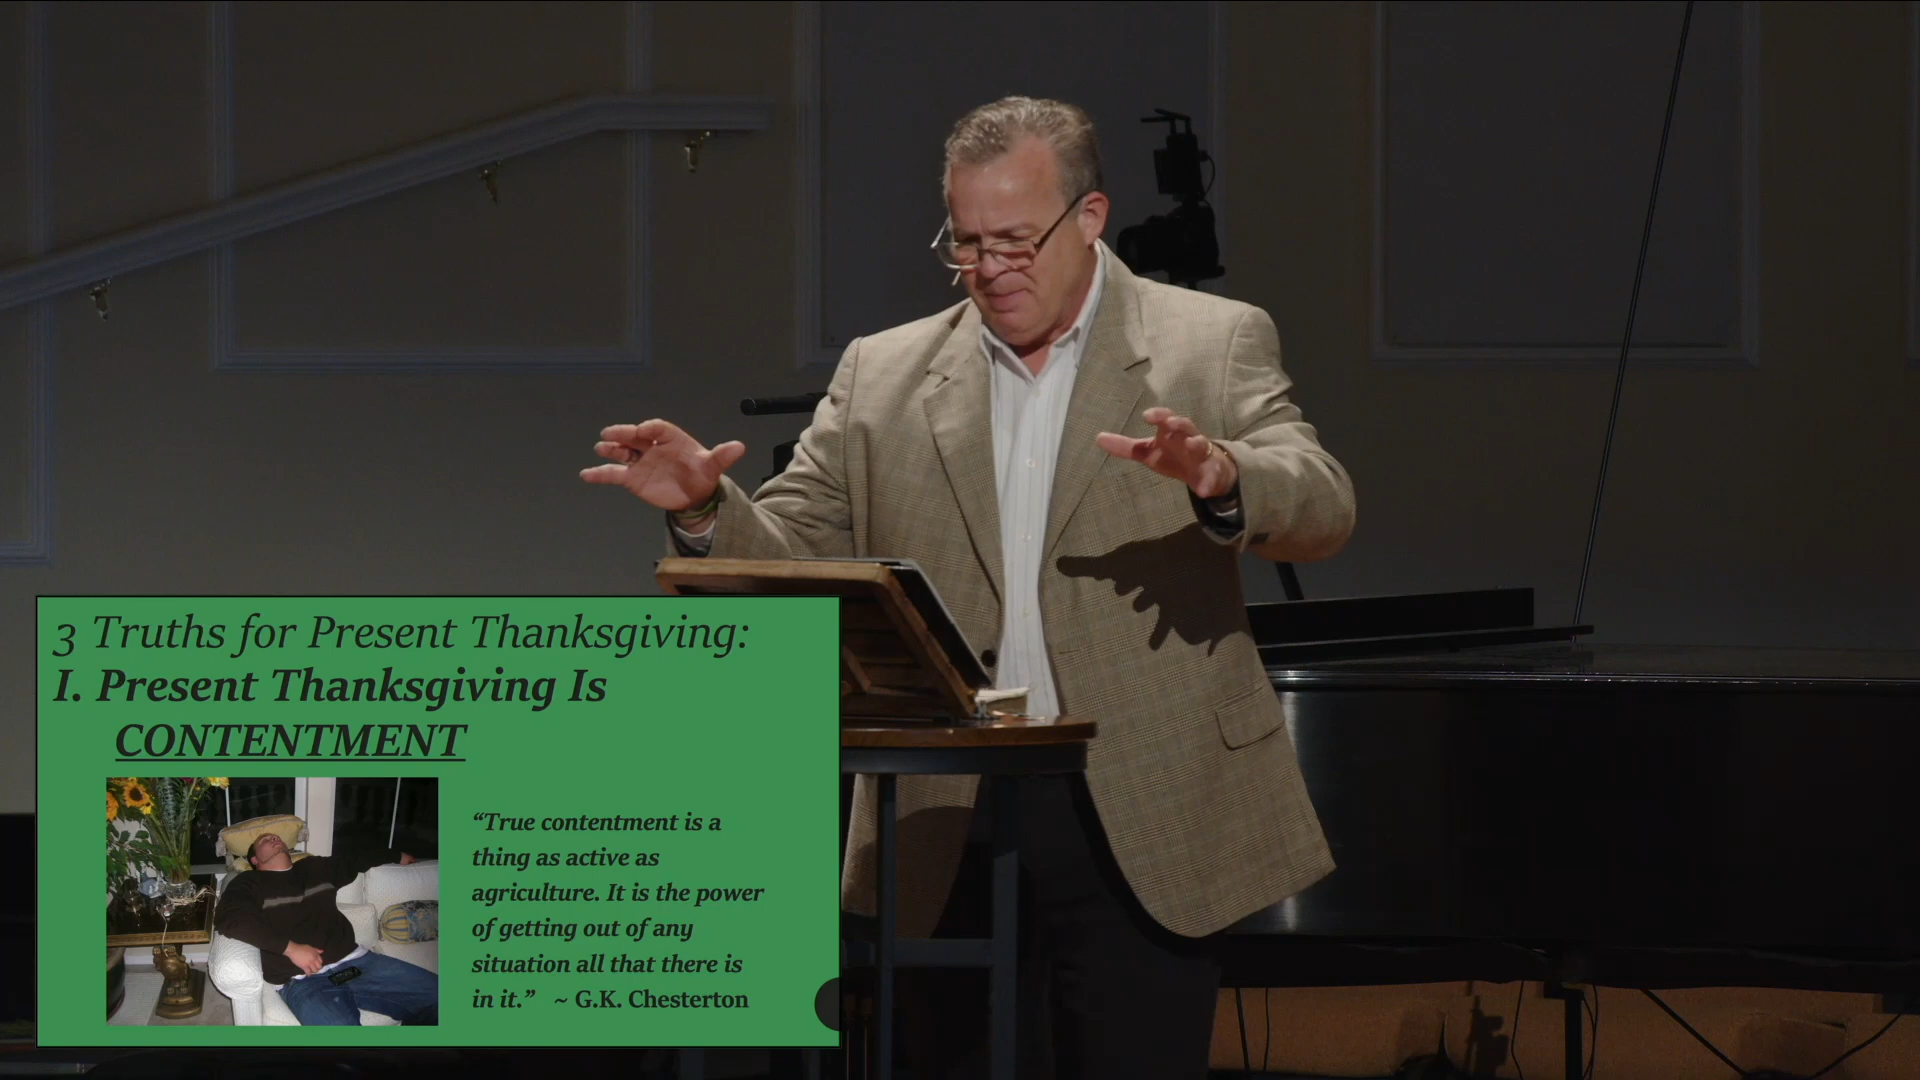 3 Truths for Present Thanksgiving:
I. Present Thanksgiving Is
CONTENTMENT
“True contentment is a
thing as active as
agriculture. It is the power
of getting out of any
situation all that there is
in it.” ~ G.K. Chesterton